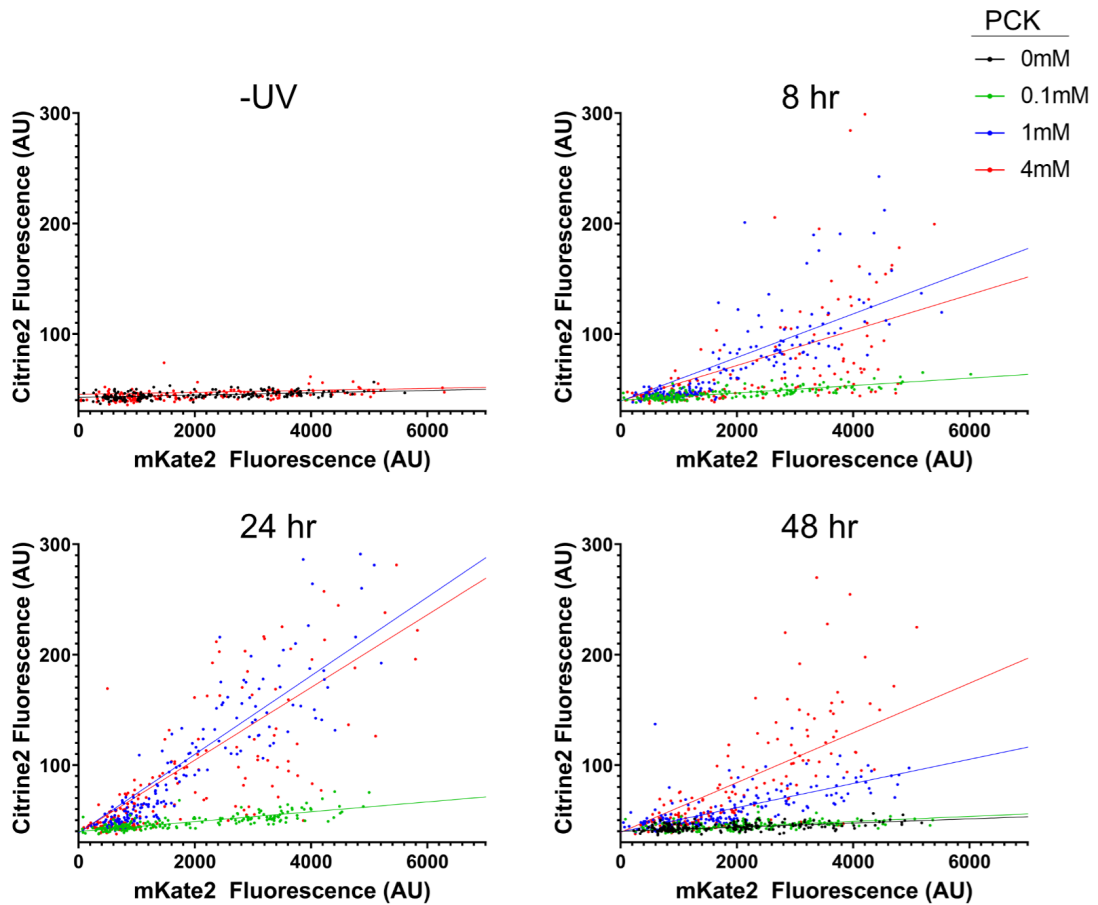 PCK
0mM
0.1mM
1mM
4mM
-UV
300
200
100
0 2000 4000 6000
Citrine2 Fluorescence (AU)
mKate2 Fluorescence (AU)
8 hr
300
200
100
0 2000 4000 6000
Citrine2 Fluorescence (AU)
mKate2 Fluorescence (AU)
24 hr
300
200
100
0 2000 4000 6000
Citrine2 Fluorescence (AU)
mKate2 Fluorescence (AU)
48 hr
300
200
100
0 2000 4000 6000
Citrine2 Fluorescence (AU)
mKate2 Fluorescence (AU)